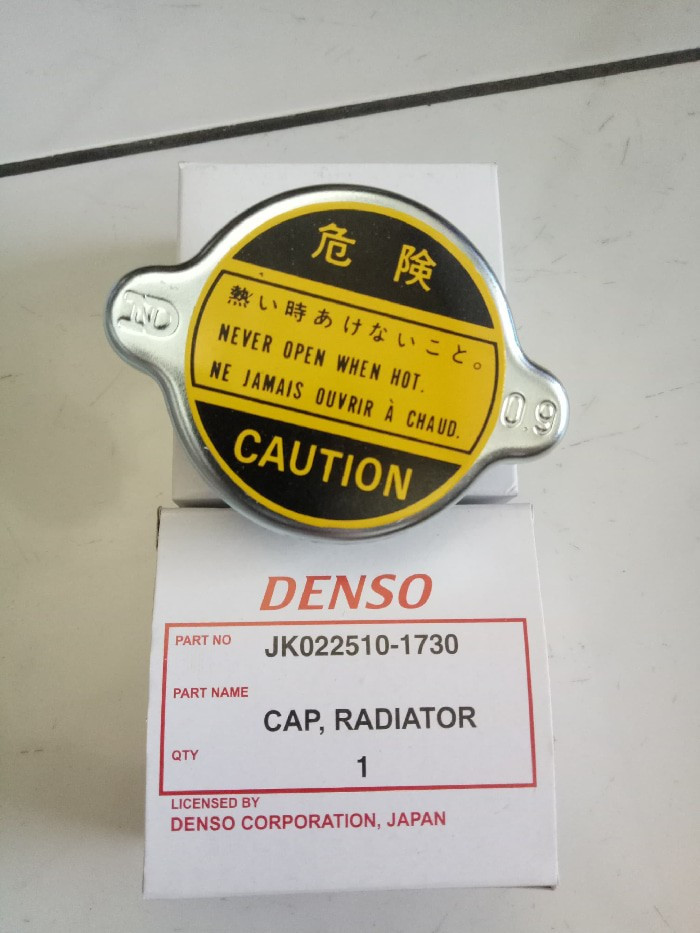 危険
熱い時あけないこと。
NEVER OPEN WHEN HOT.
NE JAMAIS OUVRIR À CHAUD.
CAUTION
ND
0.9
DENSO
PART NO JK022510-1730
PART NAME
CAP, RADIATOR
QTY
1
LICENSED BY
DENSO CORPORATION, JAPAN